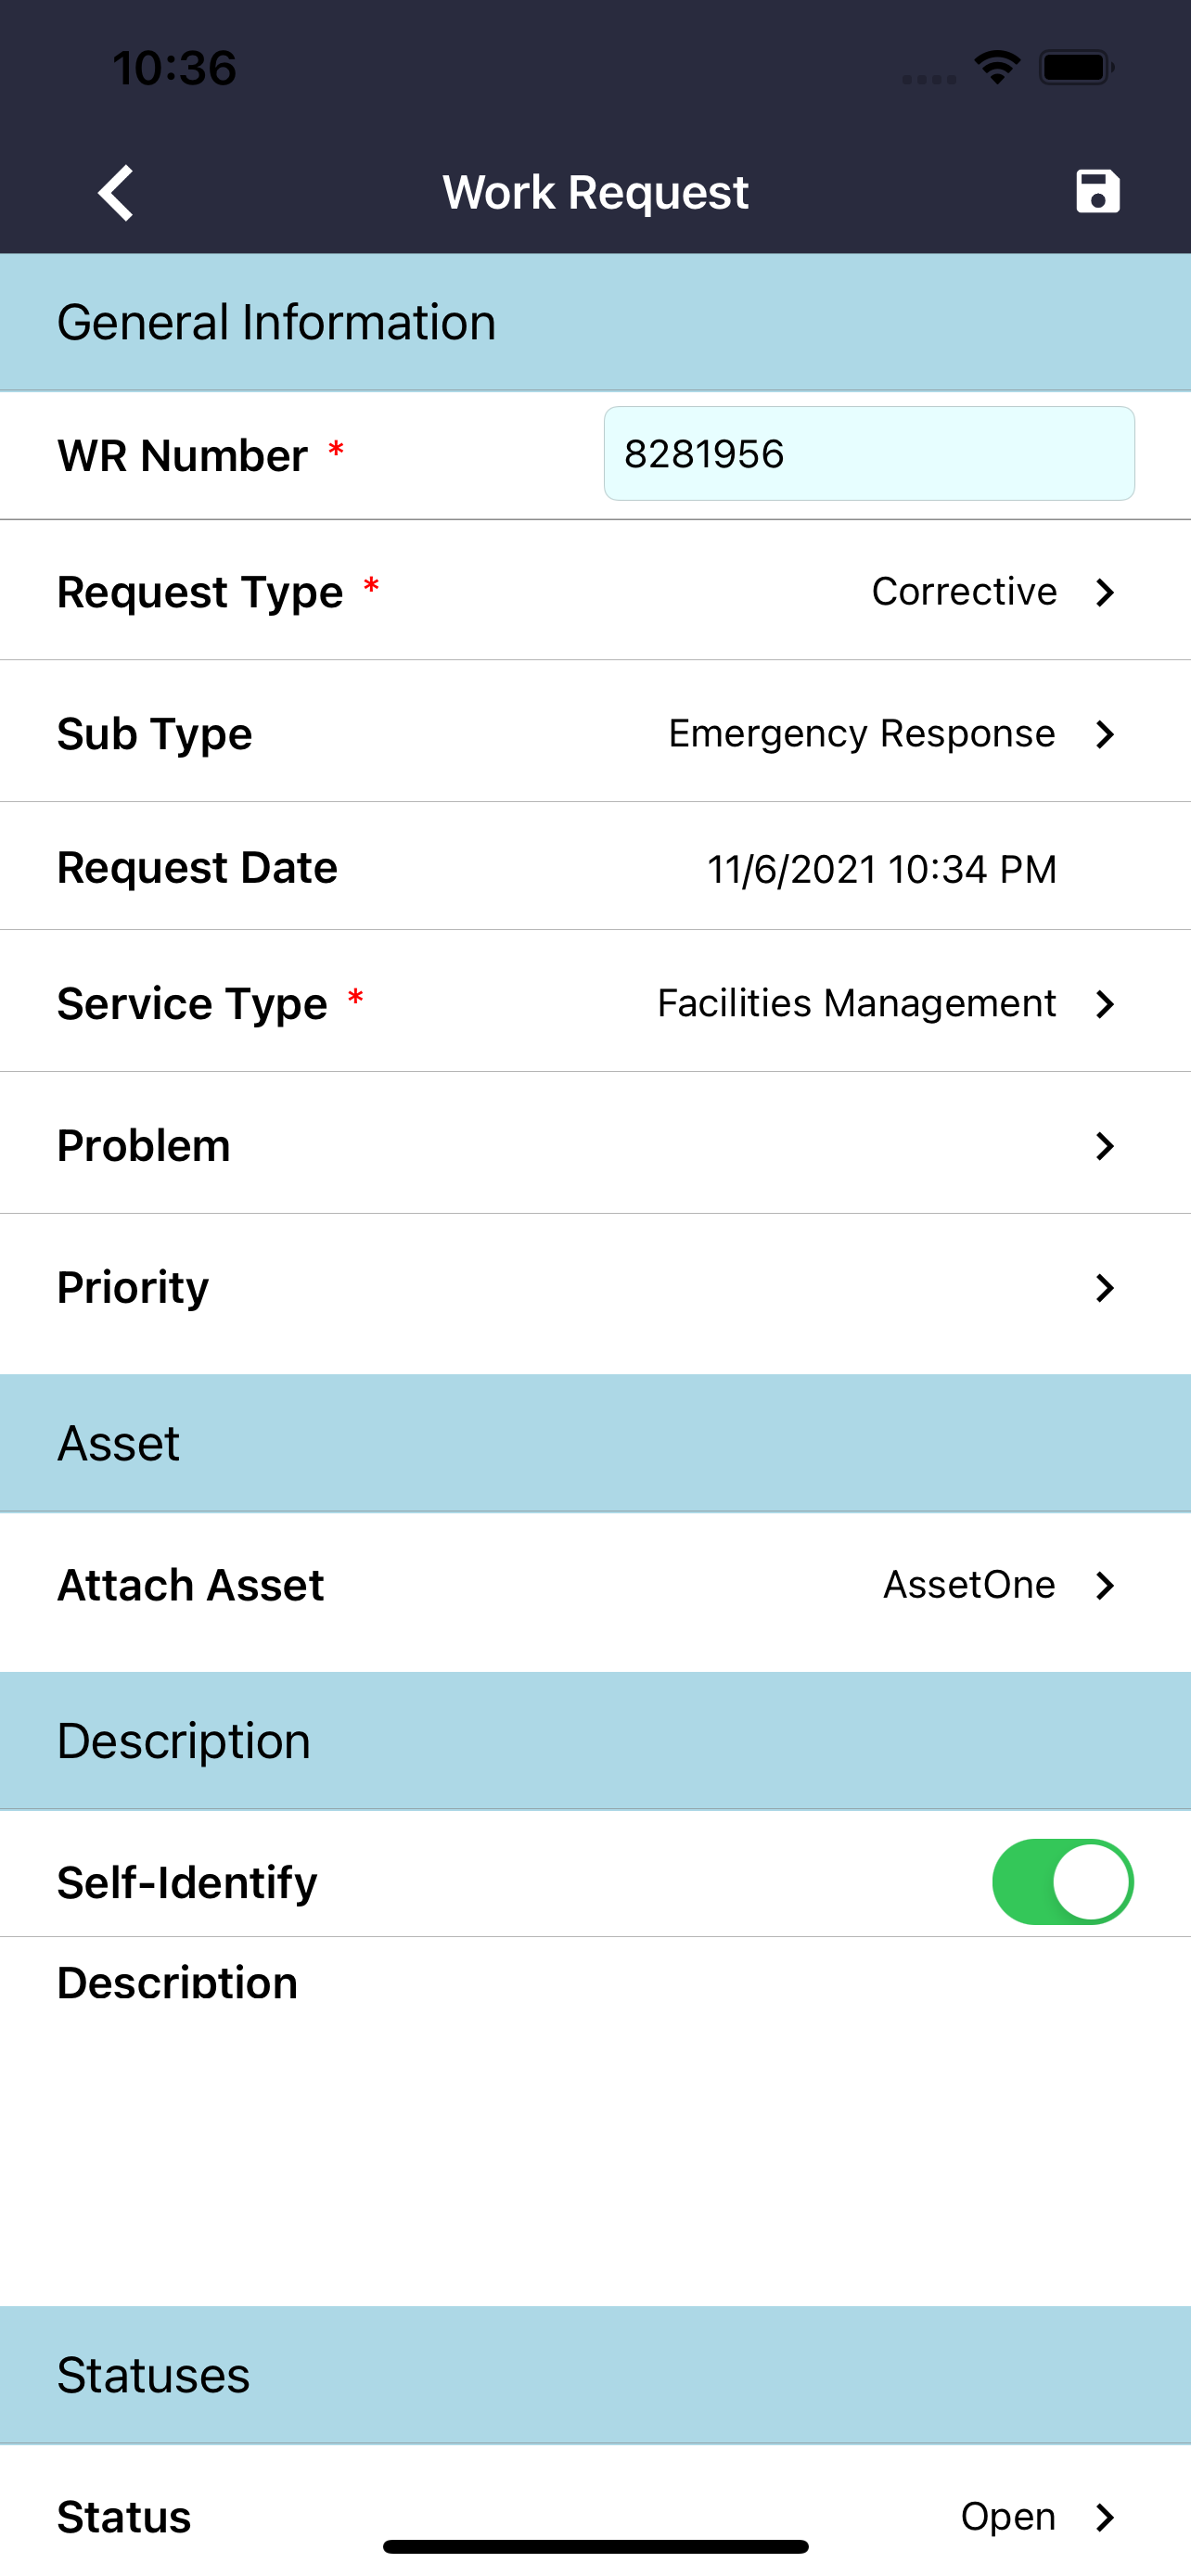 10:36
Work Request
General Information
WR Number * 8281956
Request Type * Corrective
Sub Type Emergency Response
Request Date 11/6/2021 10:34 PM
Service Type * Facilities Management
Problem
Priority
Asset
Attach Asset AssetOne
Description
Self-Identify
Description
Statuses
Status Open